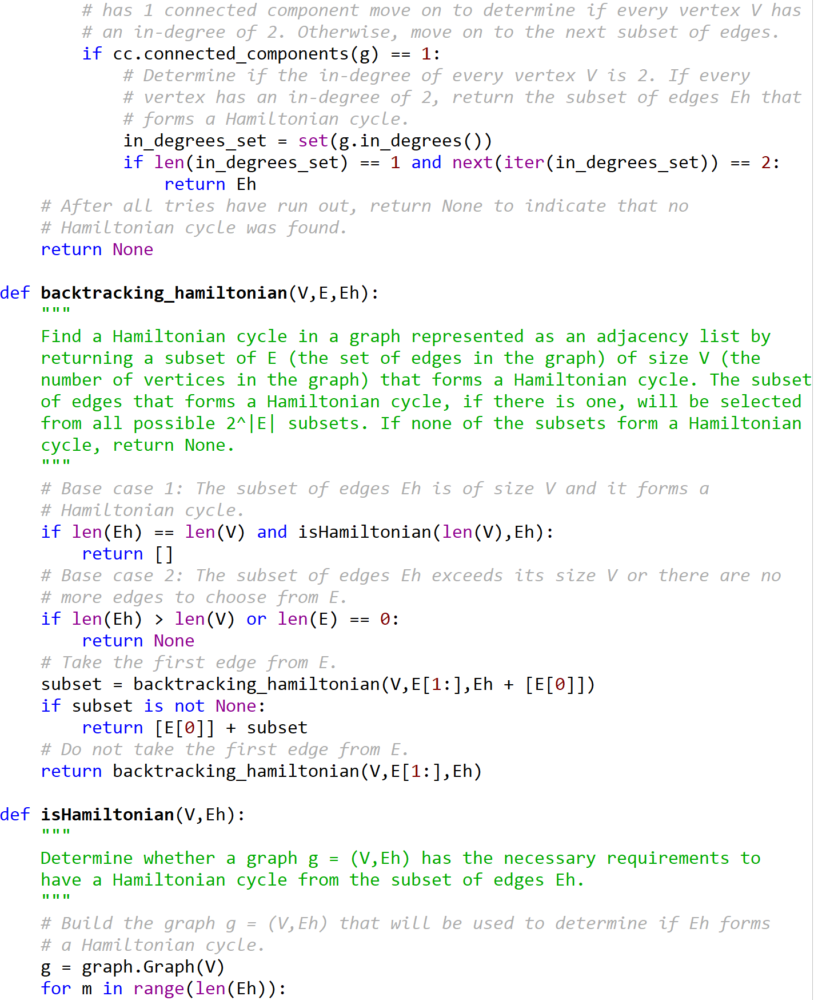 # has 1 connected component move on to determine if every vertex V has
        # an in-degree of 2. Otherwise, move on to the next subset of edges.
        if cc.connected_components(g) == 1:
            # Determine if the in-degree of every vertex V is 2. If every
            # vertex has an in-degree of 2, return the subset of edges Eh that
            # forms a Hamiltonian cycle.
            in_degrees_set = set(g.in_degrees())
            if len(in_degrees_set) == 1 and next(iter(in_degrees_set)) == 2:
                return Eh
    # After all tries have run out, return None to indicate that no
    # Hamiltonian cycle was found.
    return None

def backtracking_hamiltonian(V,E,Eh):
    """
    Find a Hamiltonian cycle in a graph represented as an adjacency list by
    returning a subset of E (the set of edges in the graph) of size V (the
    number of vertices in the graph) that forms a Hamiltonian cycle. The subset
    of edges that forms a Hamiltonian cycle, if there is one, will be selected
    from all possible 2^|E| subsets. If none of the subsets form a Hamiltonian
    cycle, return None.
    """
    # Base case 1: The subset of edges Eh is of size V and it forms a
    # Hamiltonian cycle.
    if len(Eh) == len(V) and isHamiltonian(len(V),Eh):
        return []
    # Base case 2: The subset of edges Eh exceeds its size V or there are no
    # more edges to choose from E.
    if len(Eh) > len(V) or len(E) == 0:
        return None
    # Take the first edge from E.
    subset = backtracking_hamiltonian(V,E[1:],Eh + [E[0]])
    if subset is not None:
        return [E[0]] + subset
    # Do not take the first edge from E.
    return backtracking_hamiltonian(V,E[1:],Eh)

def isHamiltonian(V,Eh):
    """
    Determine whether a graph g = (V,Eh) has the necessary requirements to
    have a Hamiltonian cycle from the subset of edges Eh.
    """
    # Build the graph g = (V,Eh) that will be used to determine if Eh forms
    # a Hamiltonian cycle.
    g = graph.Graph(V)
    for m in range(len(Eh)):